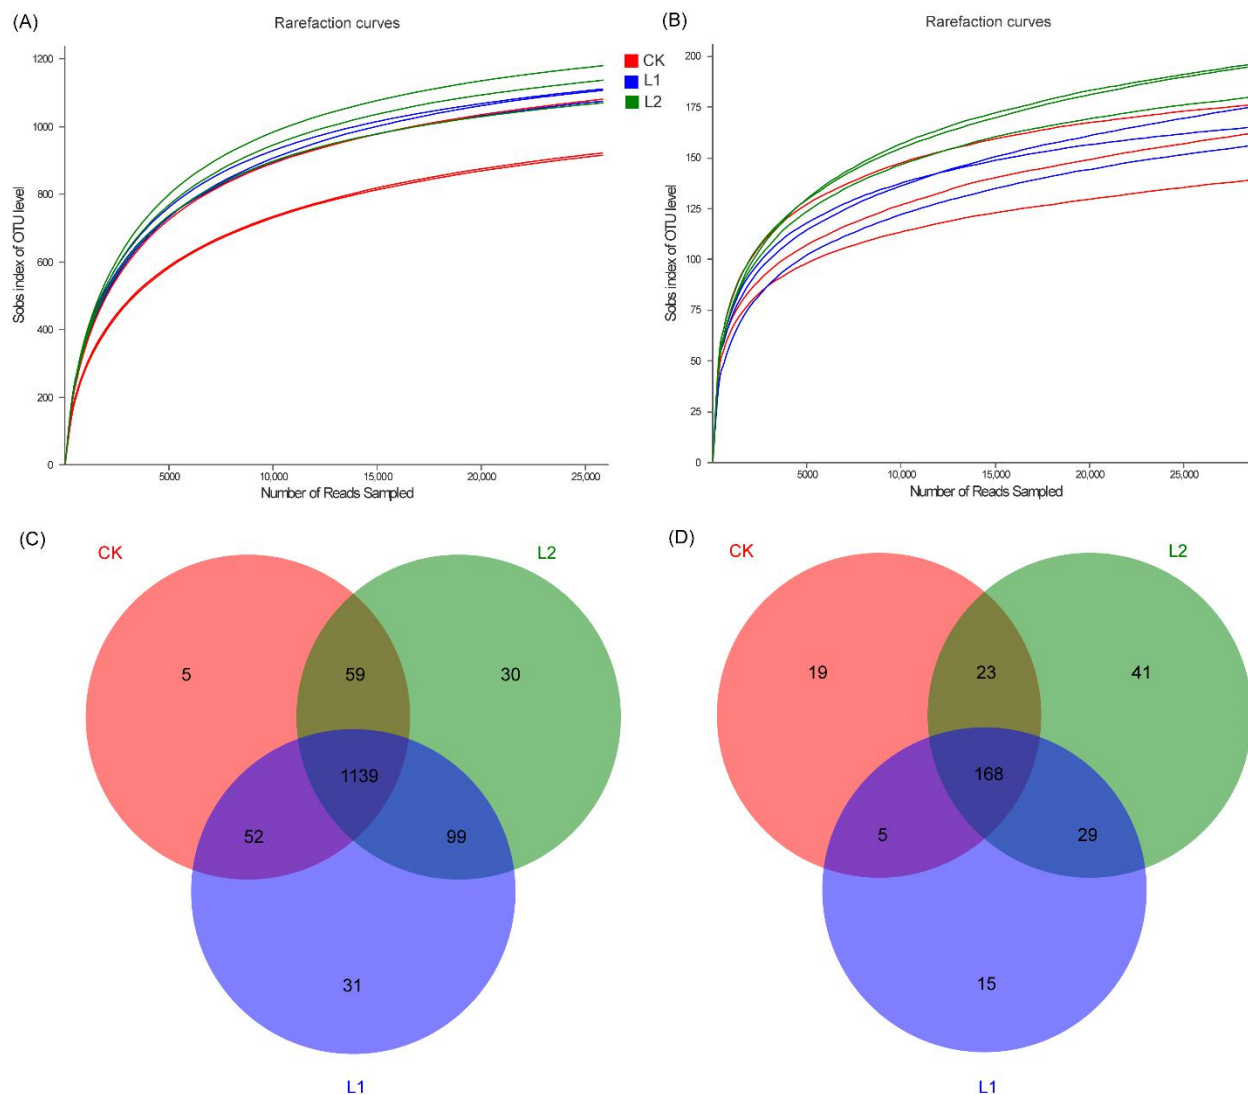 (A)
Rarefaction curves
1200
1000
800
600
400
200
0
Sobs index of OTU level
5000
10,000
15,000
20,000
25,000
Number of Reads Sampled
CK
L1
L2
(B)
Rarefaction curves
200
175
150
125
100
75
50
25
0
Sobs index of OTU level
5000
10,000
15,000
20,000
25,000
Number of Reads Sampled
(C)
CK
L2
5
59
30
1139
52
99
31
L1
(D)
CK
L2
19
23
41
168
5
29
15
L1